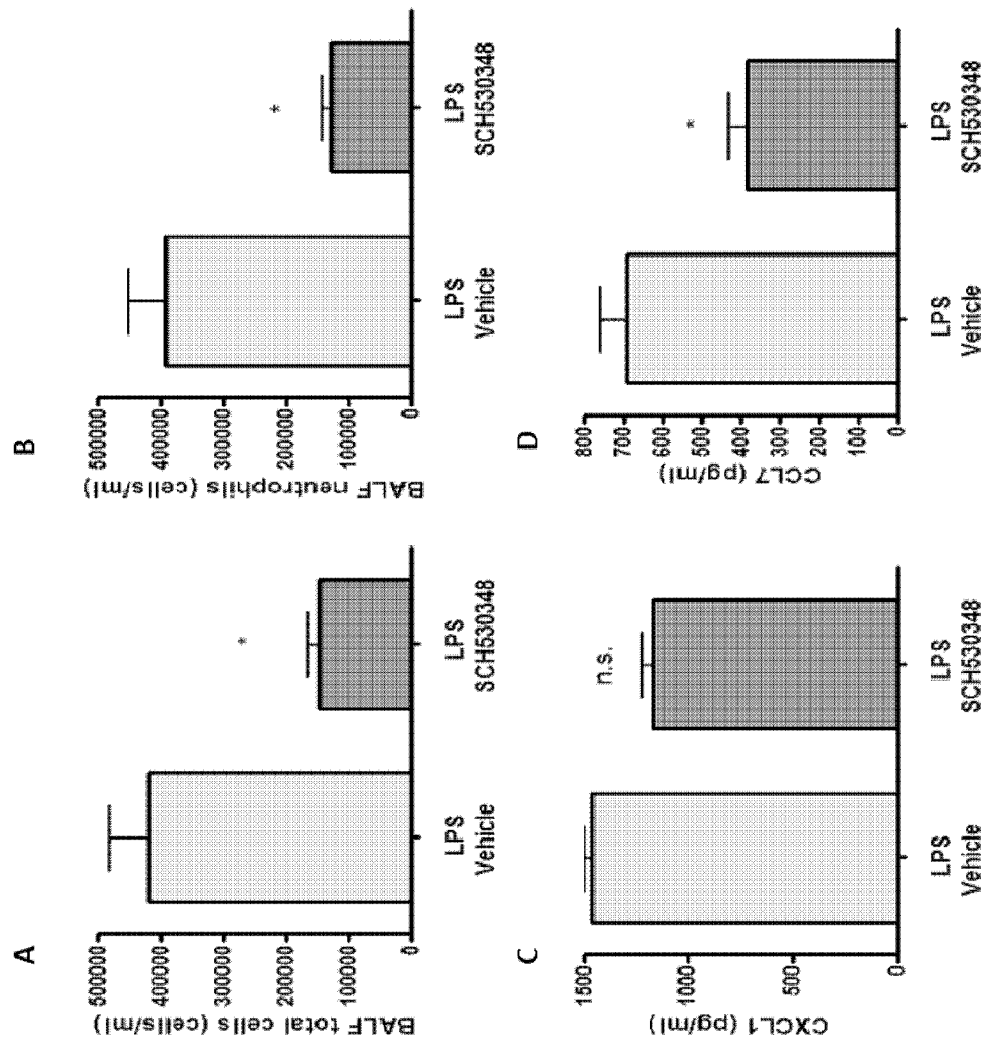 A
BALF total cells (cells/ml)
500000
400000
300000
200000
100000
0
*
LPS
Vehicle
LPS
SCH530348
B
BALF neutrophils (cells/ml)
500000
400000
300000
200000
100000
0
*
LPS
Vehicle
LPS
SCH530348
C
CXCL1 (pg/ml)
1500
1000
500
0
n.s.
LPS
Vehicle
LPS
SCH530348
D
CCL7 (pg/ml)
800
700
600
500
400
300
200
100
0
*
LPS
Vehicle
LPS
SCH530348